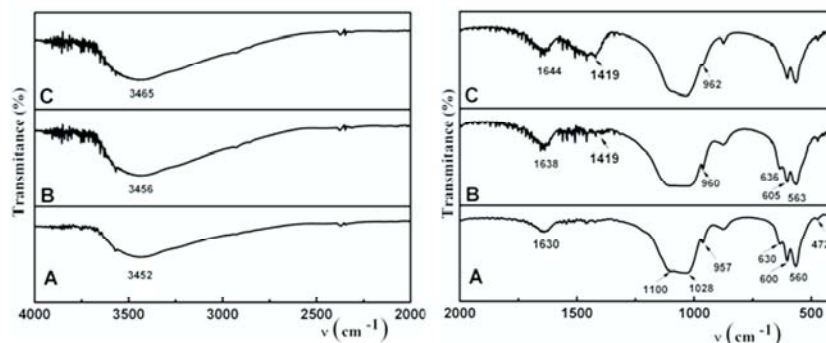 Transmitance (%)
C
3465
B
3456
A
3452
4000
3500
3000
2500
2000
ν (cm⁻¹)
Transmitance (%)
C
1644
1419
962
B
1638
1419
960
636
605
563
A
1630
1100
1028
957
630
600
560
472
2000
1500
1000
500
ν (cm⁻¹)